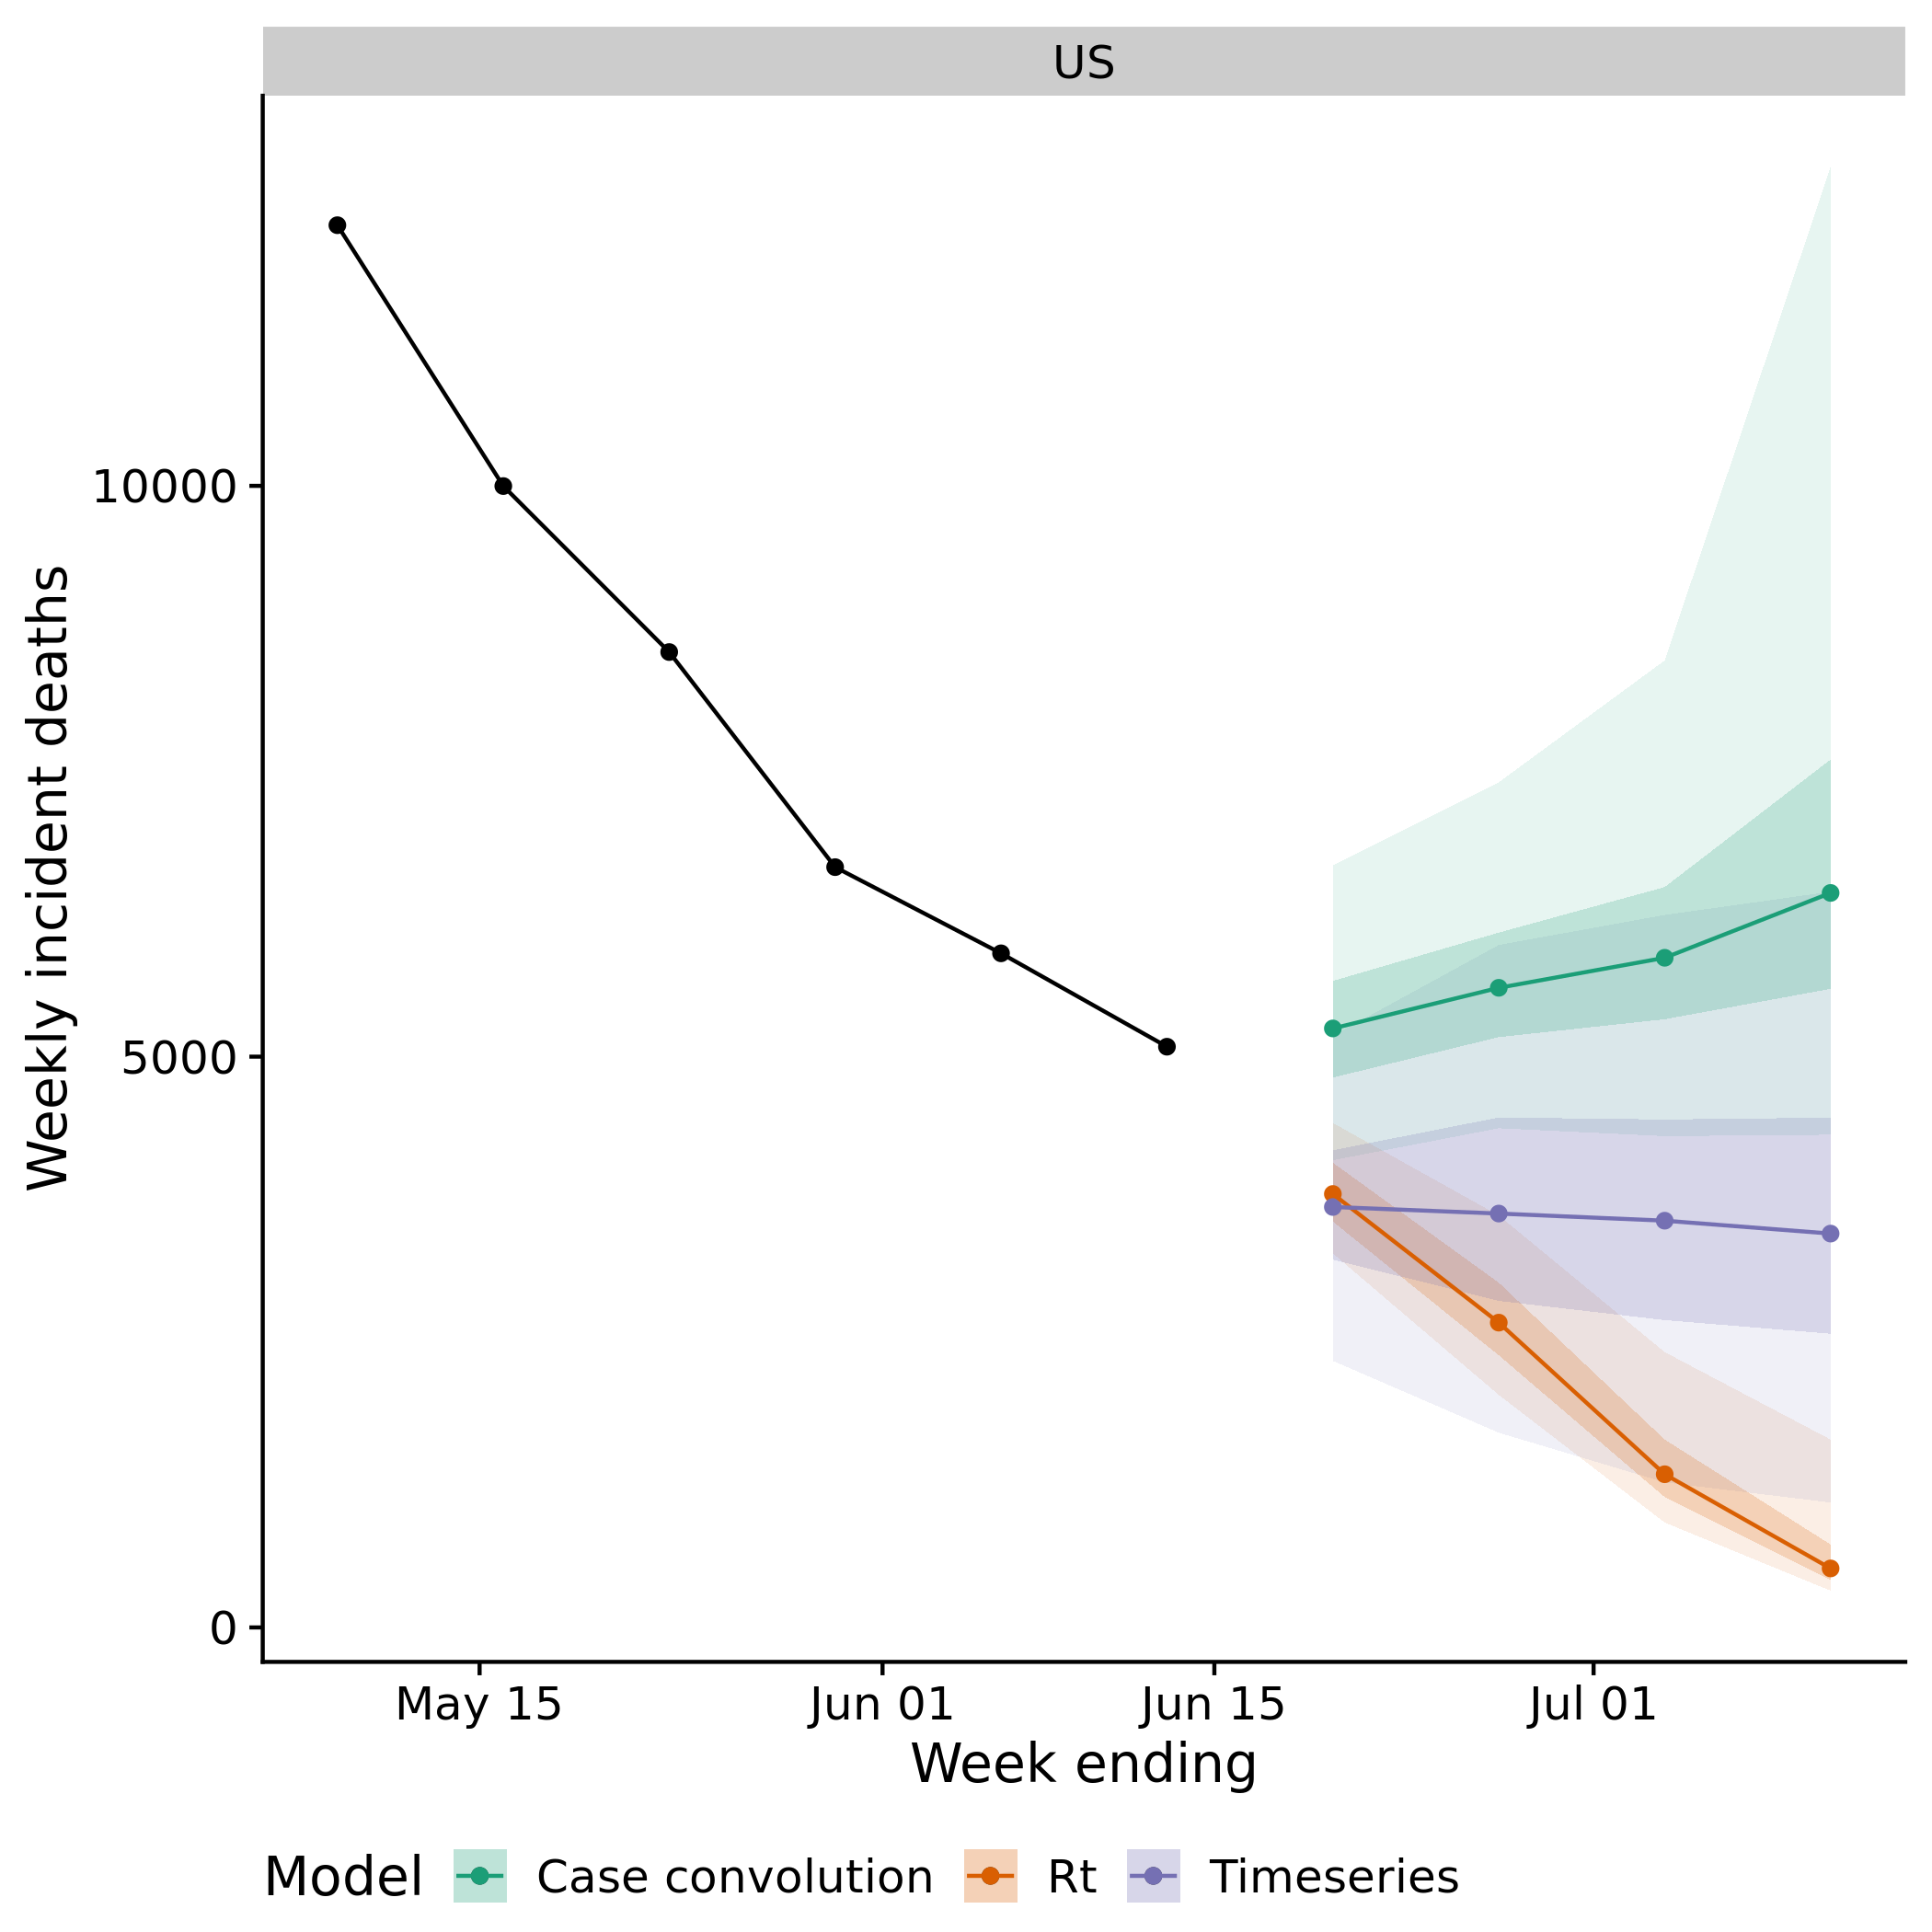 US
Weekly incident deaths
10000
5000
0
May 15 Jun 01 Jun 15 Jul 01
Week ending
Model Case convolution Rt Timeseries